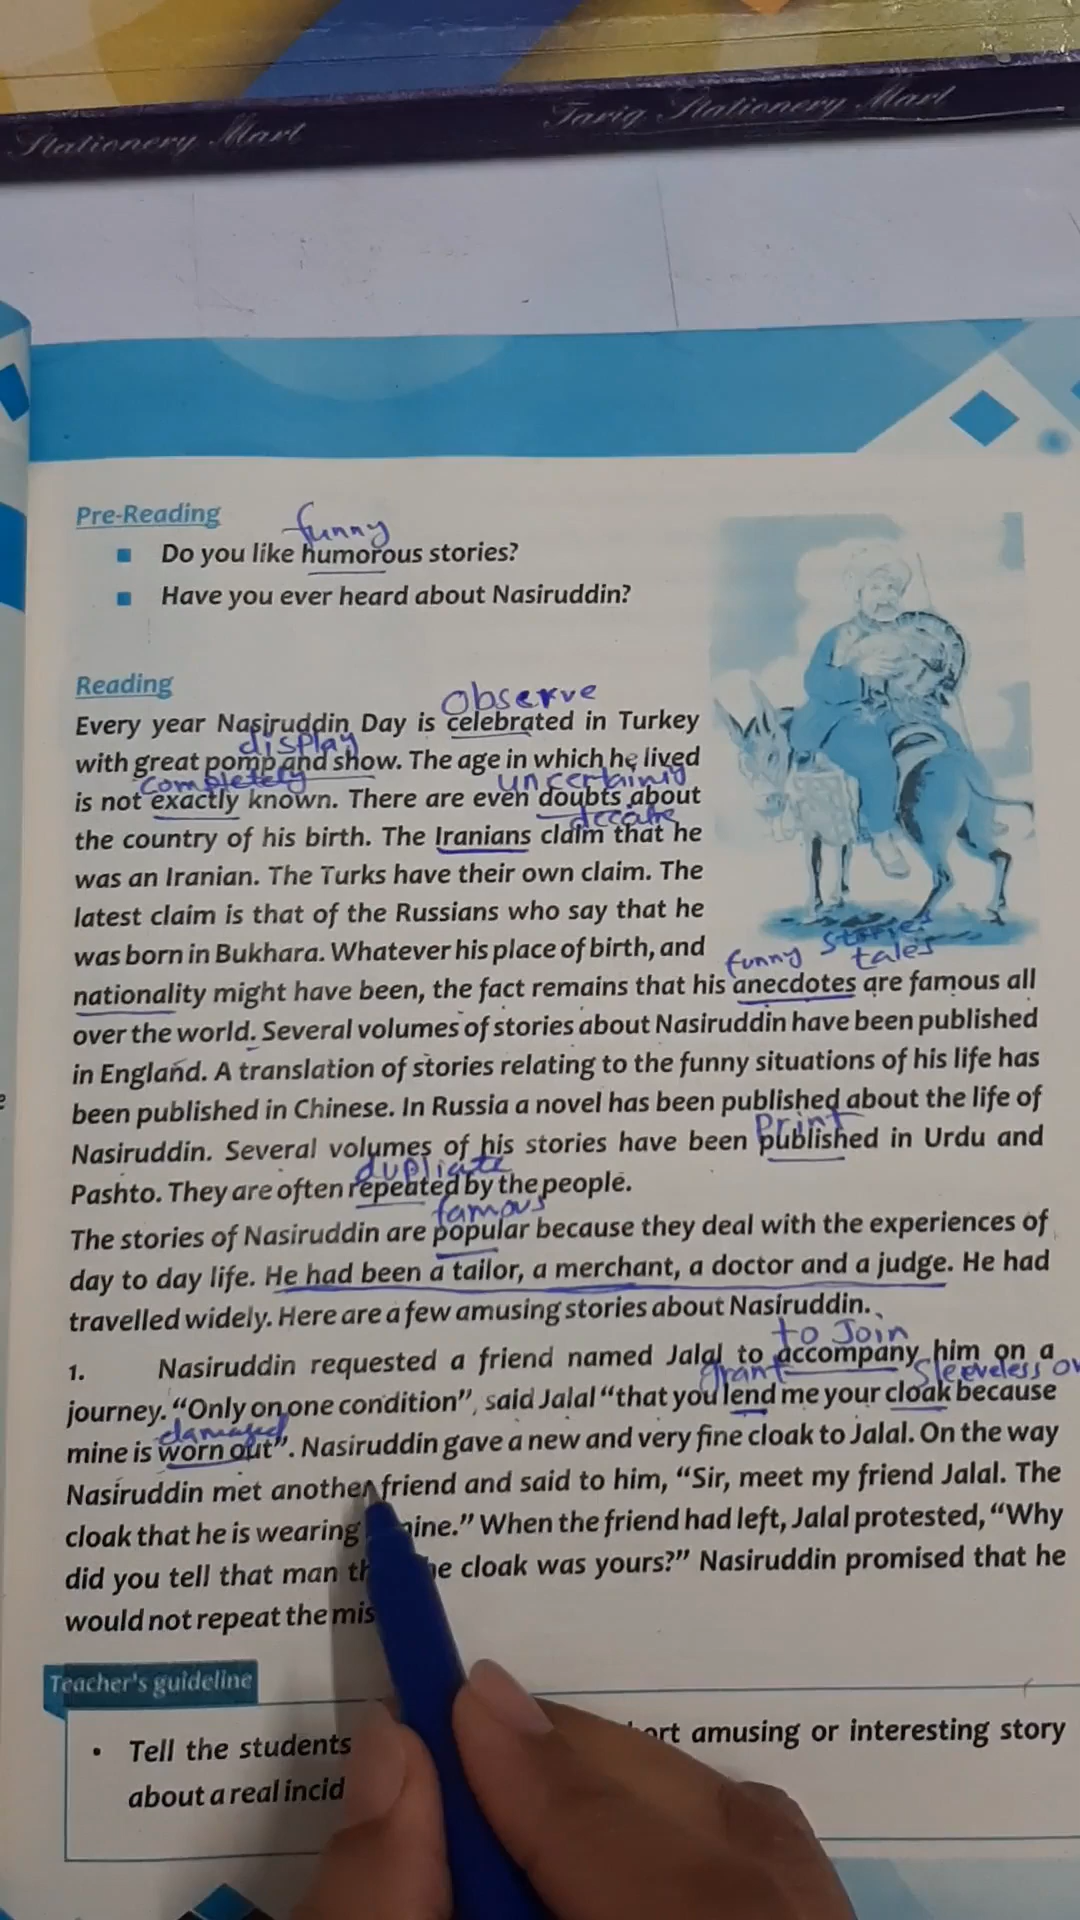 Stationery Mart
Tariq Stationery Mart
Pre-Reading
funny
Do you like humorous stories?
Have you ever heard about Nasiruddin?
Reading
observe
Every year Nasiruddin Day is celebrated in Turkey
display
with great pomp and show. The age in which he lived
completely uncertainty
is not exactly known. There are even doubts about
the country of his birth. The Iranians claim that he
was an Iranian. The Turks have their own claim. The
latest claim is that of the Russians who say that he
was born in Bukhara. Whatever his place of birth, and
funny stories tales
nationality might have been, the fact remains that his anecdotes are famous all
over the world. Several volumes of stories about Nasiruddin have been published
in England. A translation of stories relating to the funny situations of his life has
been published in Chinese. In Russia a novel has been published about the life of
print
Nasiruddin. Several volumes of his stories have been published in Urdu and
dupliate
Pashto. They are often repeated by the people.
famous
The stories of Nasiruddin are popular because they deal with the experiences of
day to day life. He had been a tailor, a merchant, a doctor and a judge. He had
travelled widely. Here are a few amusing stories about Nasiruddin.
to Join
1. Nasiruddin requested a friend named Jalal to accompany him on a
grant Sleeveless
journey. "Only on one condition", said Jalal "that you lend me your cloak because
damaged
mine is worn out". Nasiruddin gave a new and very fine cloak to Jalal. On the way
Nasiruddin met another friend and said to him, "Sir, meet my friend Jalal. The
cloak that he is wearing mine." When the friend had left, Jalal protested, "Why
did you tell that man cloak was yours?" Nasiruddin promised that he
would not repeat the
Teacher's guideline
• Tell the students amusing or interesting story
about a real